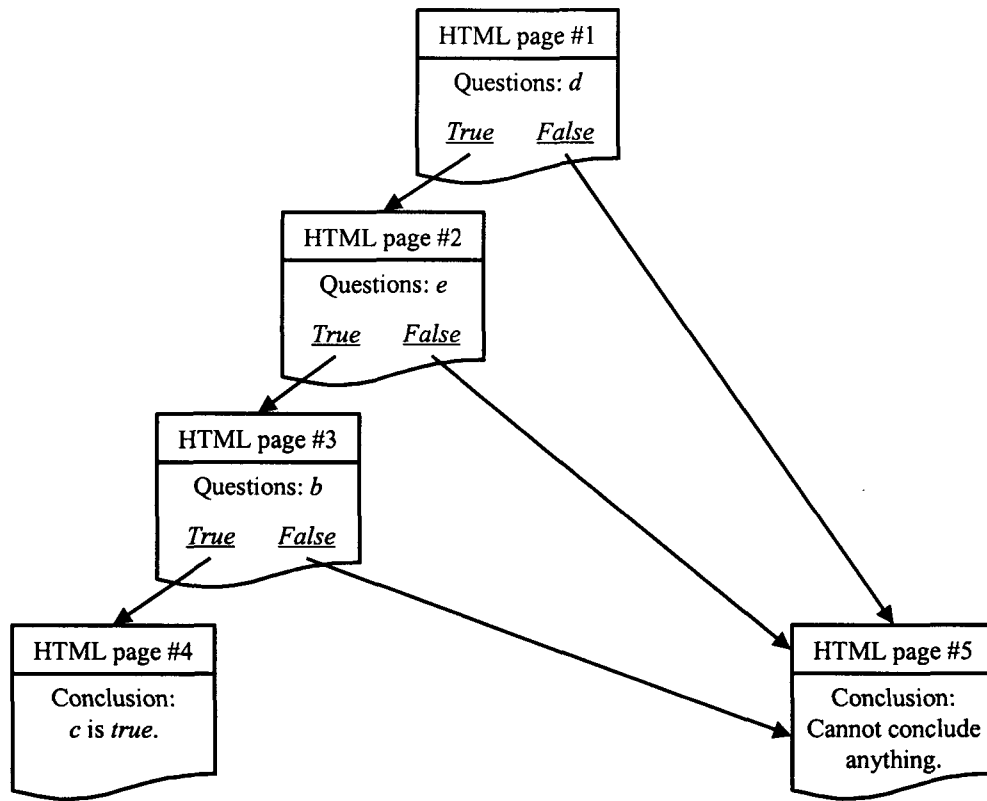 HTML page #1
Questions: d
True False
HTML page #2
Questions: e
True False
HTML page #3
Questions: b
True False
HTML page #4
Conclusion:
c is true.
HTML page #5
Conclusion:
Cannot conclude
anything.